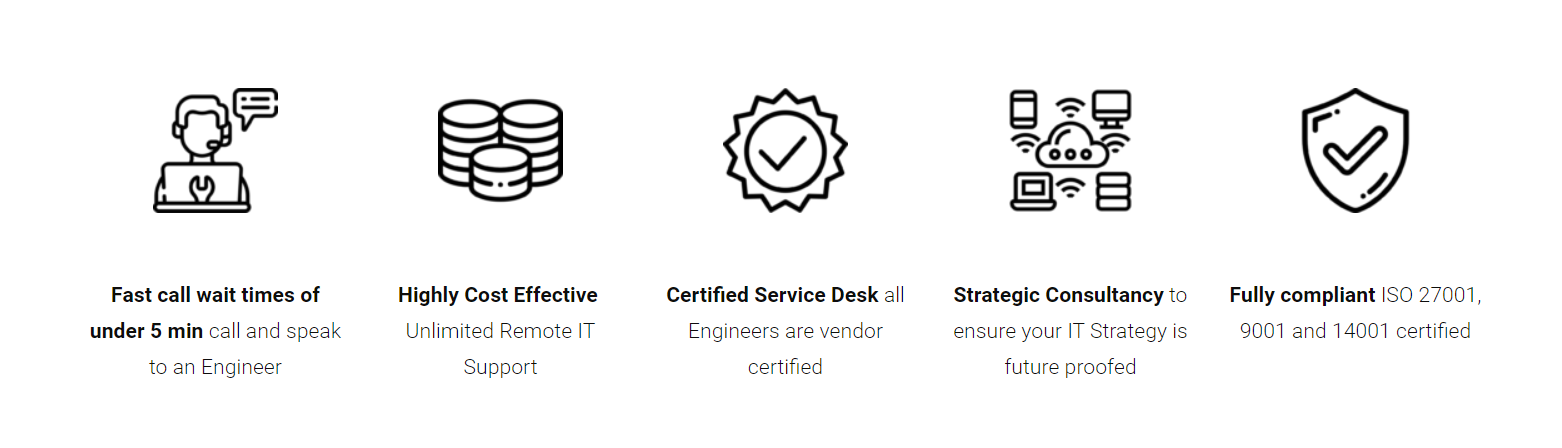 Fast call wait times of
under 5 min call and speak
to an Engineer
Highly Cost Effective
Unlimited Remote IT
Support
Certified Service Desk all
Engineers are vendor
certified
Strategic Consultancy to
ensure your IT Strategy is
future proofed
Fully compliant ISO 27001,
9001 and 14001 certified